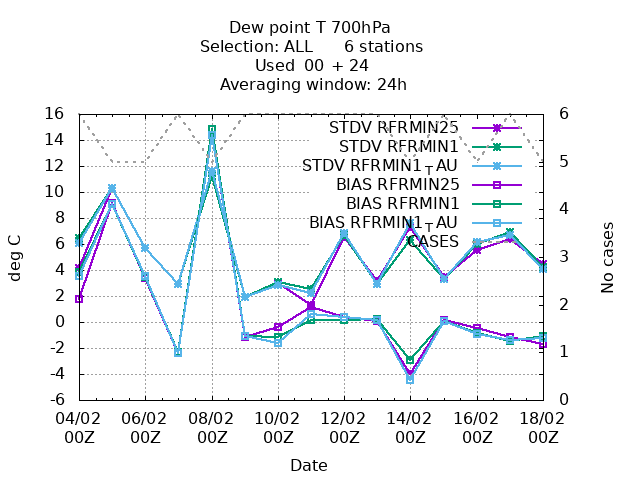 Dew point T 700hPa
Selection: ALL 6 stations
Used 00 + 24
Averaging window: 24h
16
14
12
10
8
6
4
2
0
-2
-4
-6
deg C
STDV RFRMIN25
STDV RFRMIN1
STDV RFRMIN1TAU
BIAS RFRMIN25
BIAS RFRMIN1
BIAS RFRMIN1TAU
CASES
6
5
4
3
2
1
0
No cases
04/02 06/02 08/02 10/02 12/02 14/02 16/02 18/02
00Z 00Z 00Z 00Z 00Z 00Z 00Z 00Z
Date